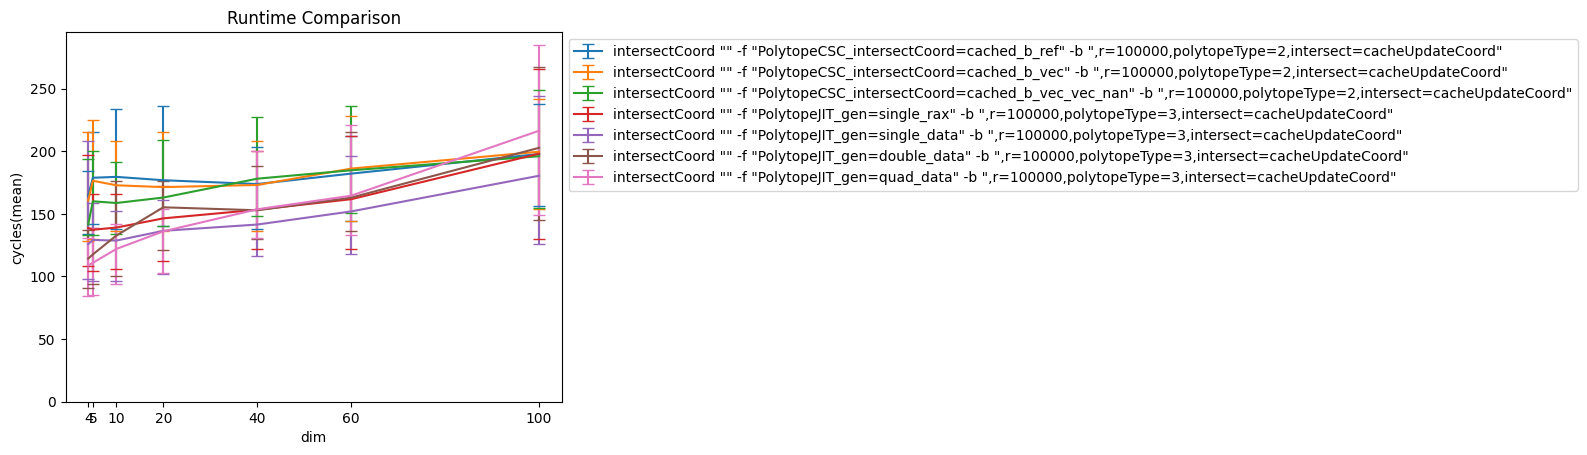 Runtime Comparison
cycles(mean)
250
200
150
100
50
0
4 5 10 20 40 60 100
dim
intersectCoord "" -f "PolytopeCSC_intersectCoord=cached_b_ref" -b ",r=100000,polytopeType=2,intersect=cacheUpdateCoord"
intersectCoord "" -f "PolytopeCSC_intersectCoord=cached_b_vec" -b ",r=100000,polytopeType=2,intersect=cacheUpdateCoord"
intersectCoord "" -f "PolytopeCSC_intersectCoord=cached_b_vec_vec_nan" -b ",r=100000,polytopeType=2,intersect=cacheUpdateCoord"
intersectCoord "" -f "PolytopeJIT_gen=single_rax" -b ",r=100000,polytopeType=3,intersect=cacheUpdateCoord"
intersectCoord "" -f "PolytopeJIT_gen=single_data" -b ",r=100000,polytopeType=3,intersect=cacheUpdateCoord"
intersectCoord "" -f "PolytopeJIT_gen=double_data" -b ",r=100000,polytopeType=3,intersect=cacheUpdateCoord"
intersectCoord "" -f "PolytopeJIT_gen=quad_data" -b ",r=100000,polytopeType=3,intersect=cacheUpdateCoord"